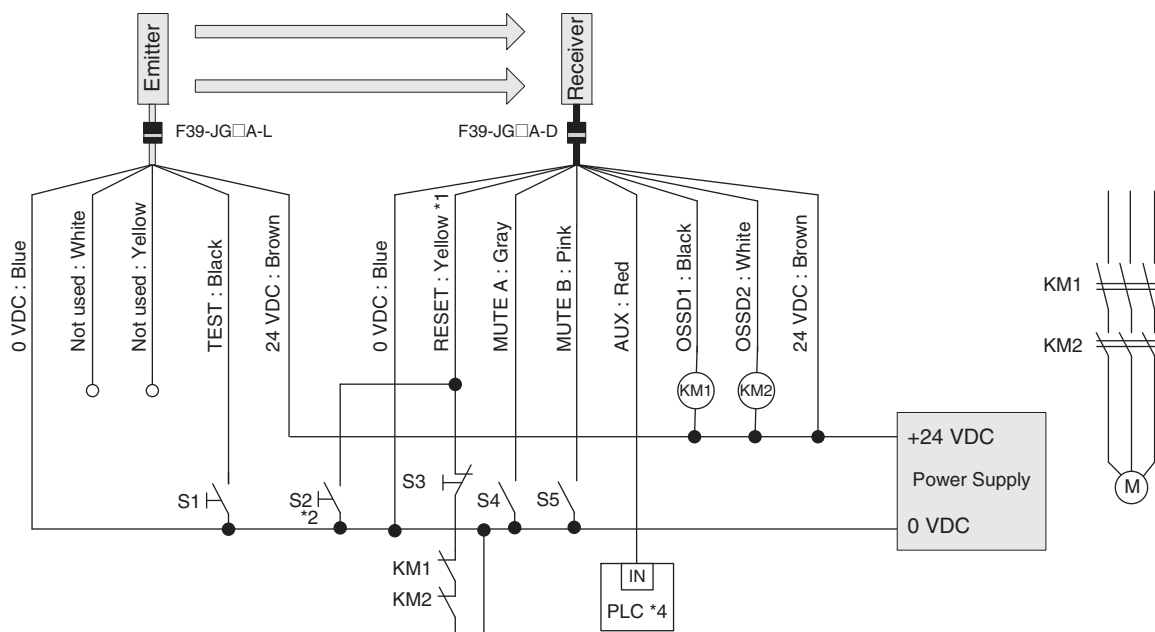 Emitter
Receiver
F39-JG□A-L
F39-JG□A-D
0 VDC : Blue
Not used : White
Not used : Yellow
TEST : Black
24 VDC : Brown
0 VDC : Blue
RESET : Yellow *1
MUTE A : Gray
MUTE B : Pink
AUX : Red
OSSD1 : Black
OSSD2 : White
24 VDC : Brown
KM1
KM2
KM1
KM2
M
+24 VDC
Power Supply
0 VDC
S1
S2
*2
S3
S4
S5
KM1
KM2
IN
PLC *4